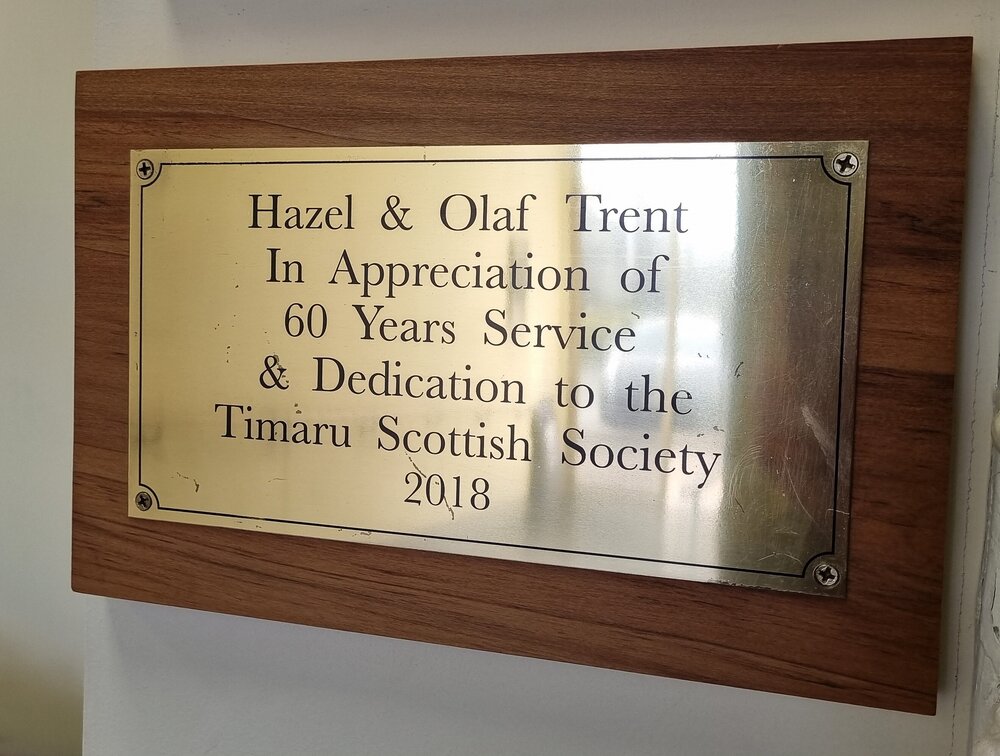 Hazel & Olaf Trent
In Appreciation of
60 Years Service
& Dedication to the
Timaru Scottish Society
2018